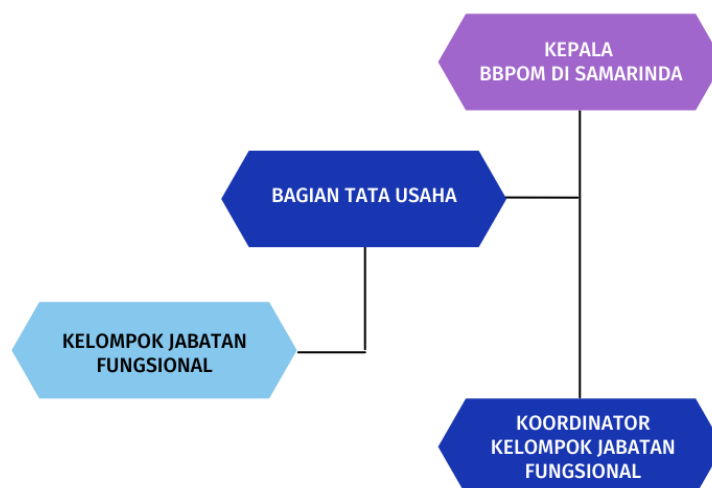 KEPALA
BBPOM DI SAMARINDA
BAGIAN TATA USAHA
KELOMPOK JABATAN
FUNGSIONAL
KOORDINATOR
KELOMPOK JABATAN
FUNGSIONAL